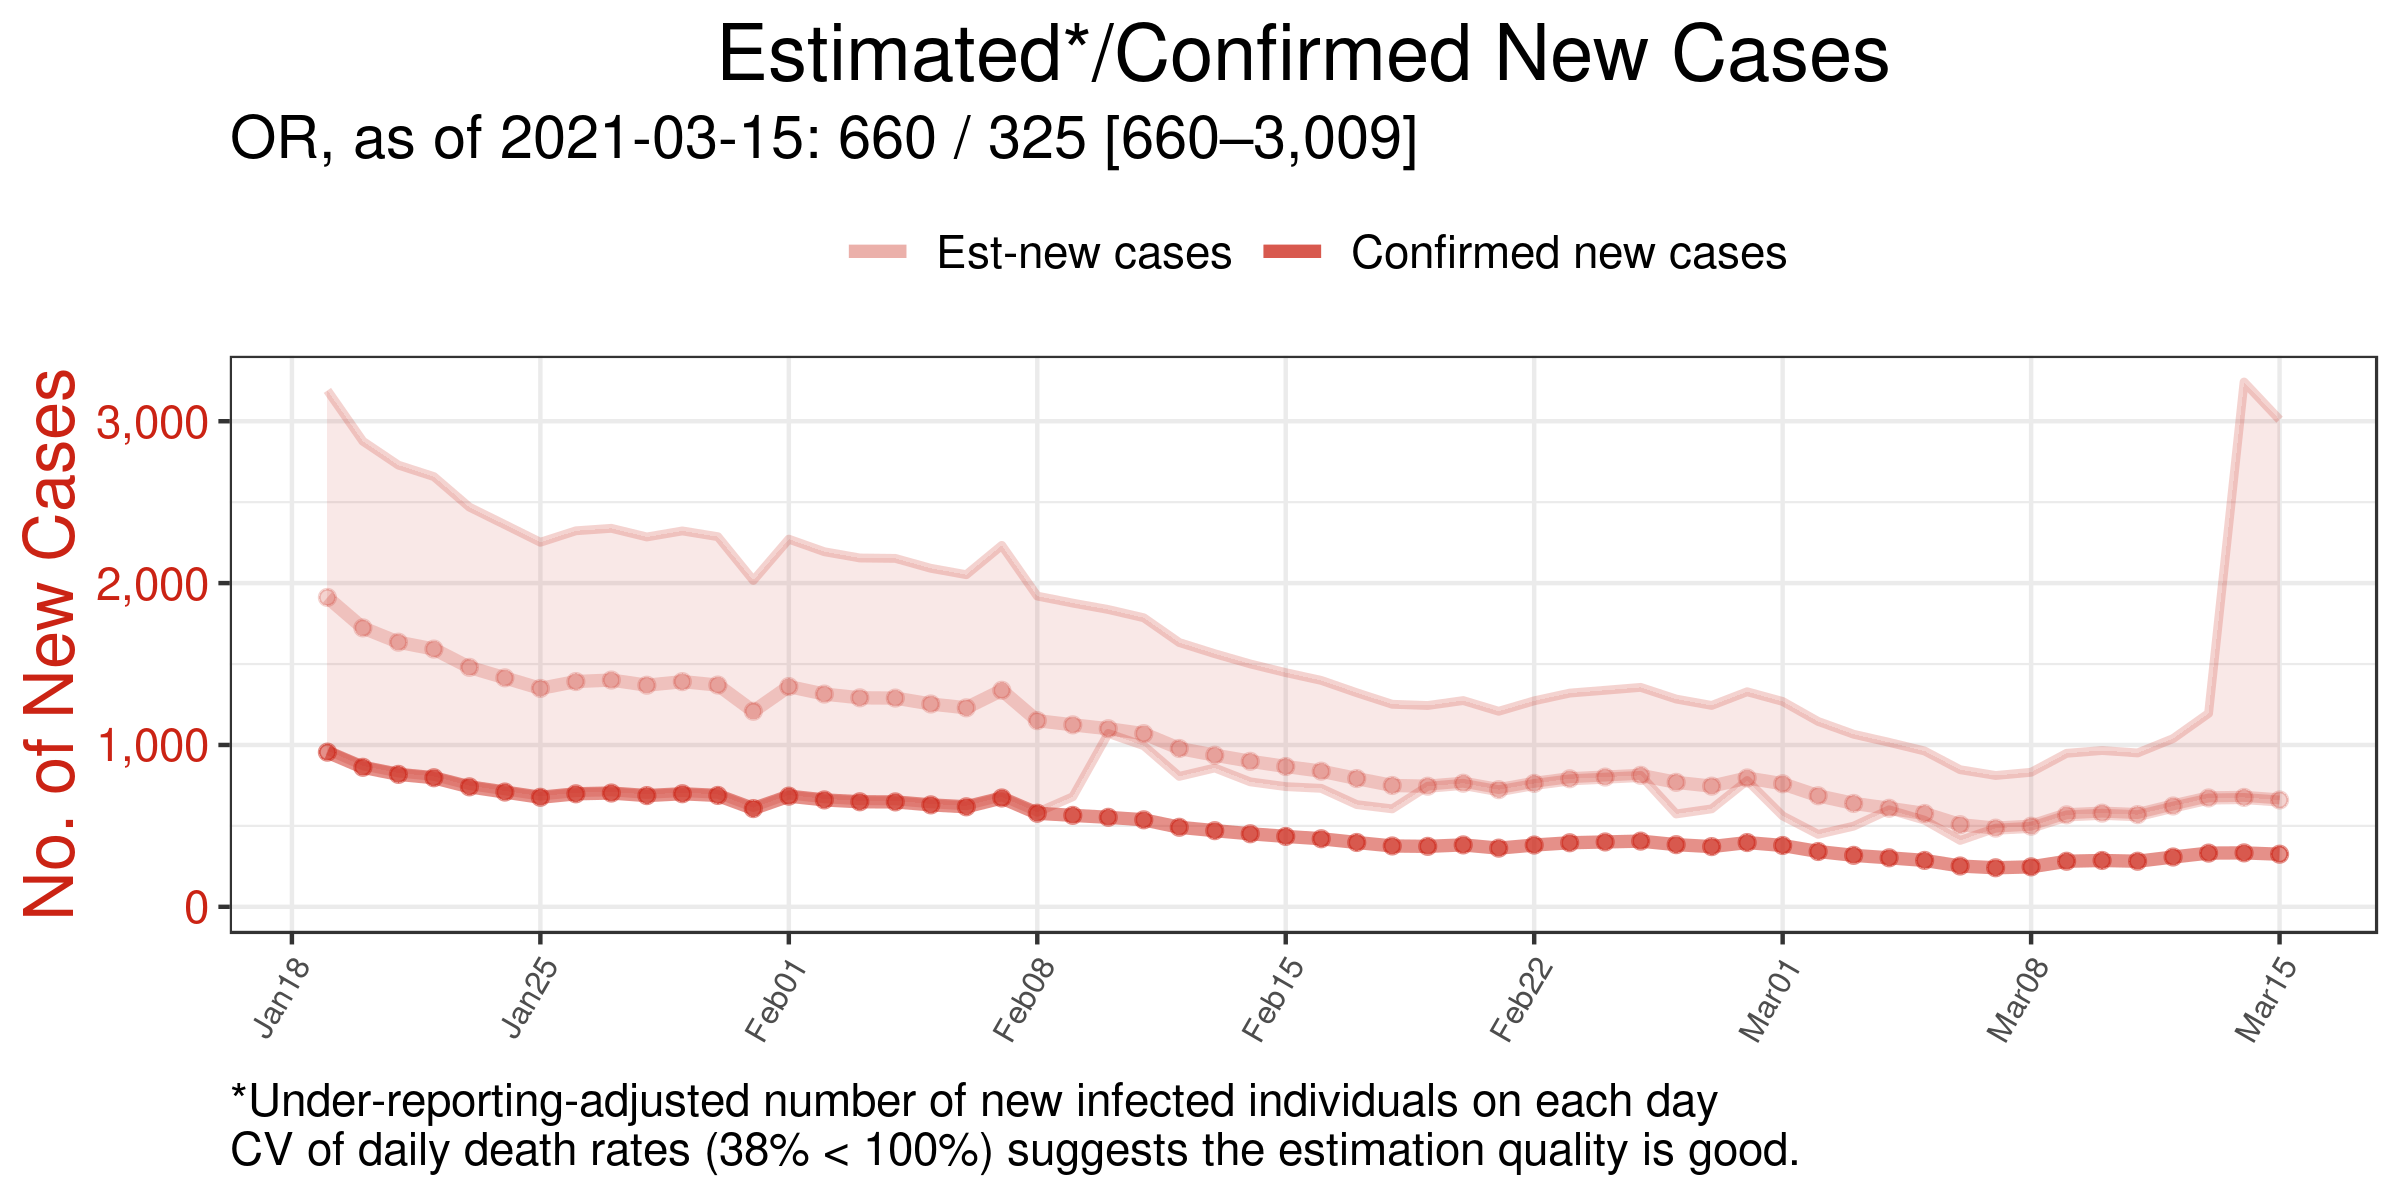 Estimated*/Confirmed New Cases
OR, as of 2021-03-15: 660 / 325 [660–3,009]
Est-new cases
Confirmed new cases
No. of New Cases
3,000
2,000
1,000
0
Jan18
Jan25
Feb01
Feb08
Feb15
Feb22
Mar01
Mar08
Mar15
*Under-reporting-adjusted number of new infected individuals on each day
CV of daily death rates (38% < 100%) suggests the estimation quality is good.